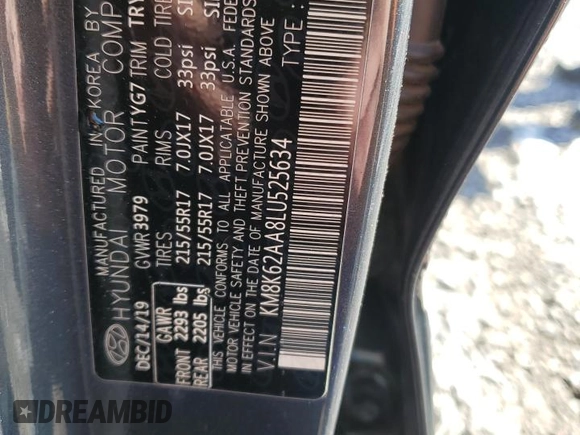 MANUFACTURED IN KOREA BY
HYUNDAI MOTOR COMP
DEC/14/19 GVWR 3979 PAINT YG7 TRIM TRY
GAWR TIRES RIMS COLD TIRE
FRONT 2293 lbs 215/55R17 7.0JX17 33psi
REAR 2205 lbs 215/55R17 7.0JX17 33psi
THIS VEHICLE CONFORMS TO ALL APPLICATABLE U.S.A. FEDE
MOTOR VEHICLE SAFETY AND THEFT PREVENTION STANDARDS
IN EFFECT ON THE DATE OF MANUFACTURE SHOWN ABOVE
V.I.N : KM8K62AA8LU525634 TYPE :
DREAMBID